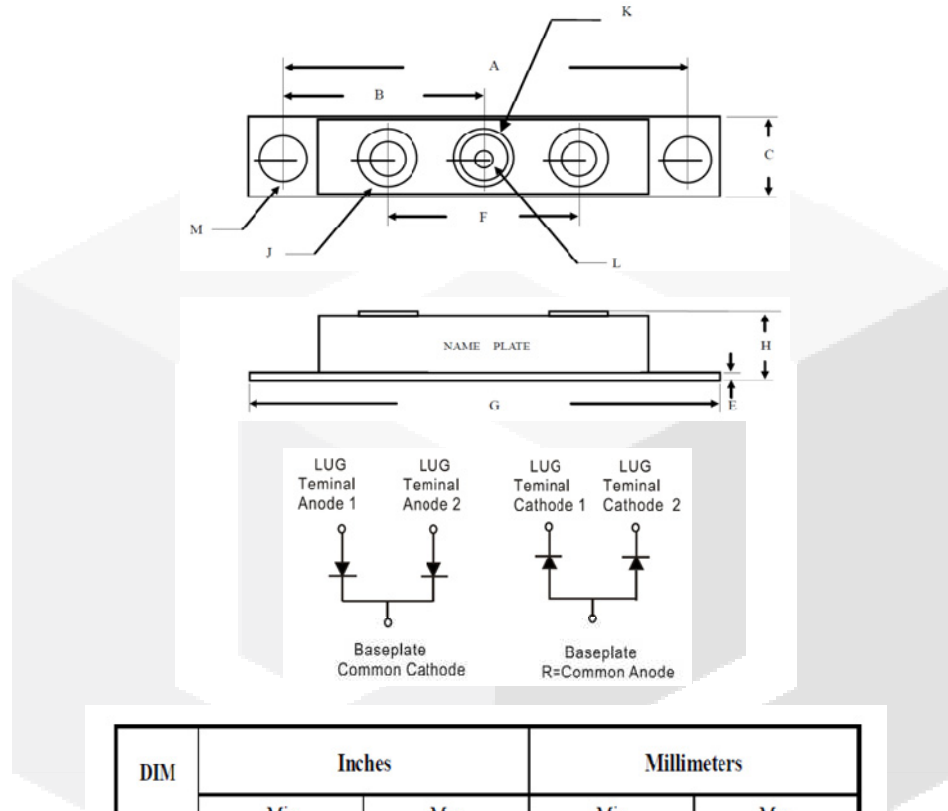 K
A
B
C
F
M
J
L
NAME PLATE
H
G
E
LUG LUG LUG LUG
Teminal Teminal Teminal Teminal
Anode 1 Anode 2 Cathode 1 Cathode 2
Baseplate Baseplate
Common Cathode R=Common Anode
DIM Inches Millimeters